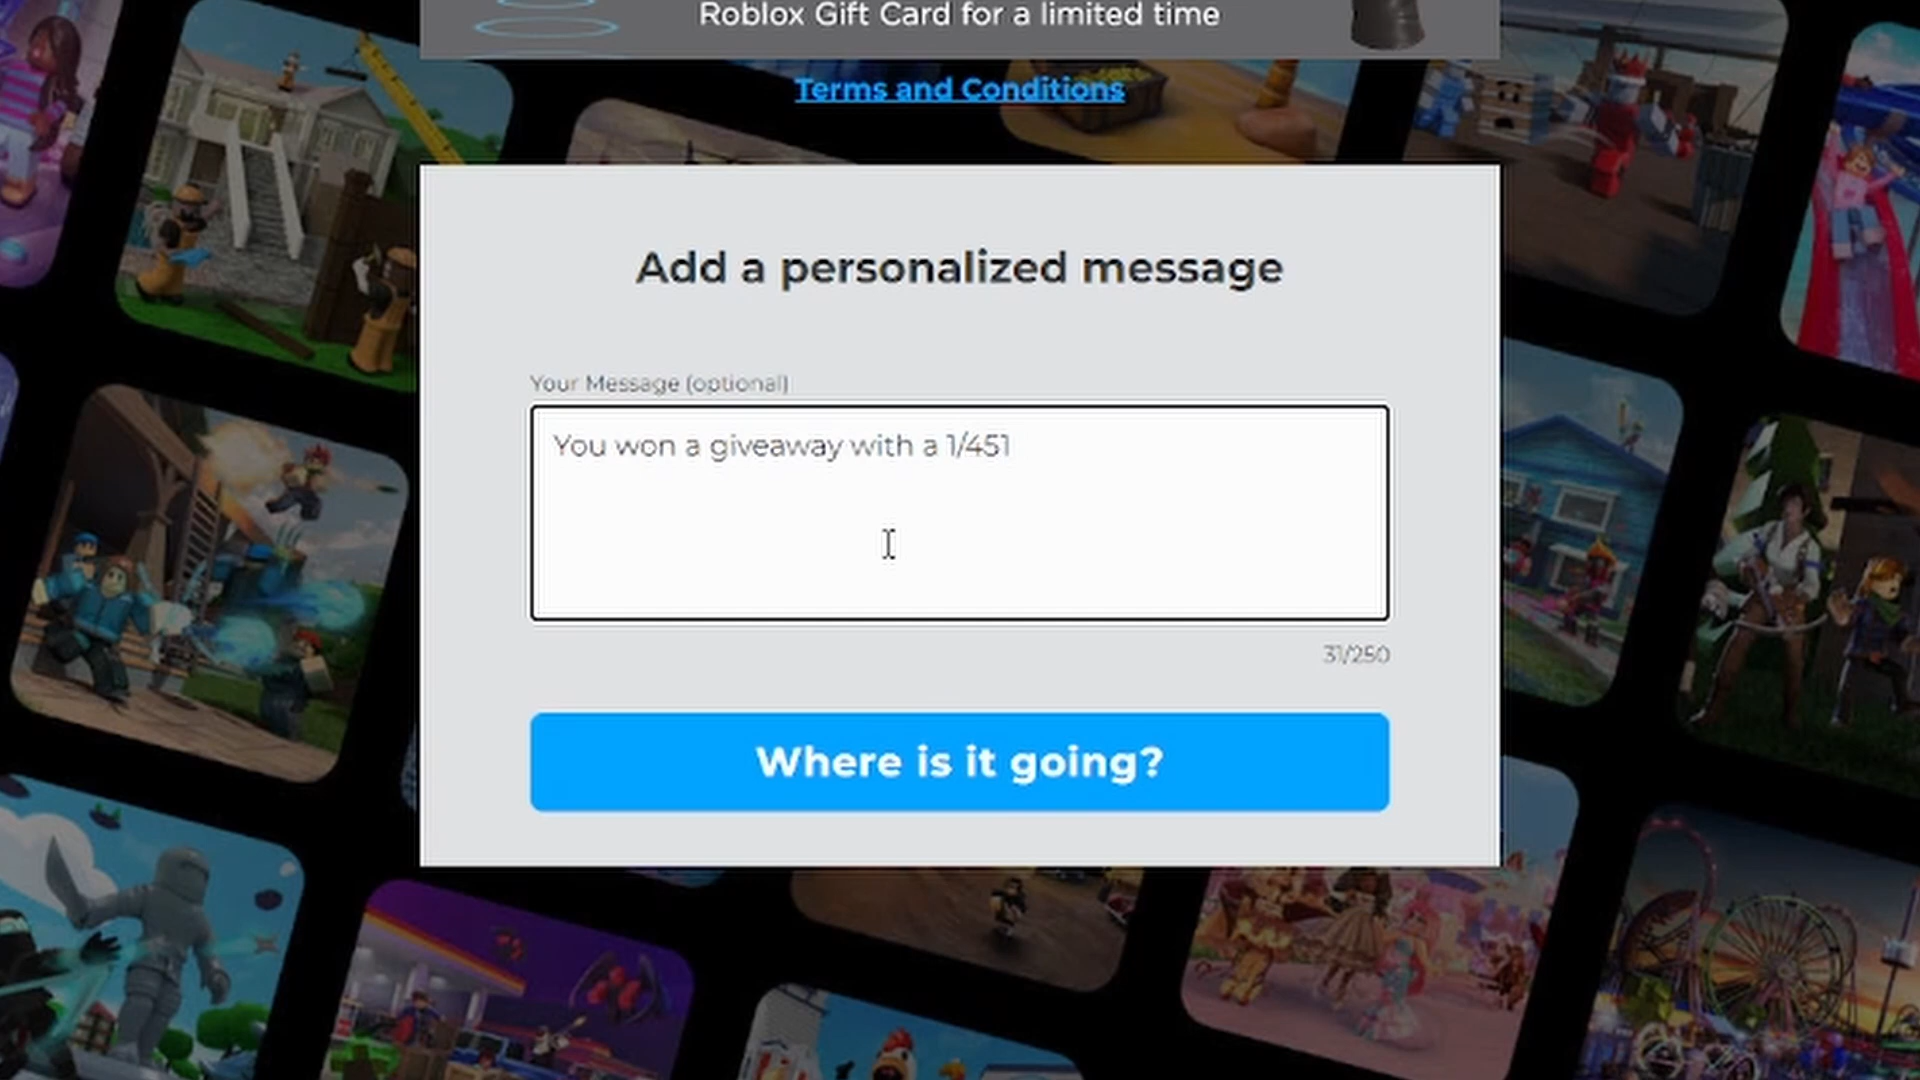 Roblox Gift Card for a limited time
Terms and Conditions
Add a personalized message
Your Message (optional)
You won a giveaway with a 1/451
31/250
Where is it going?